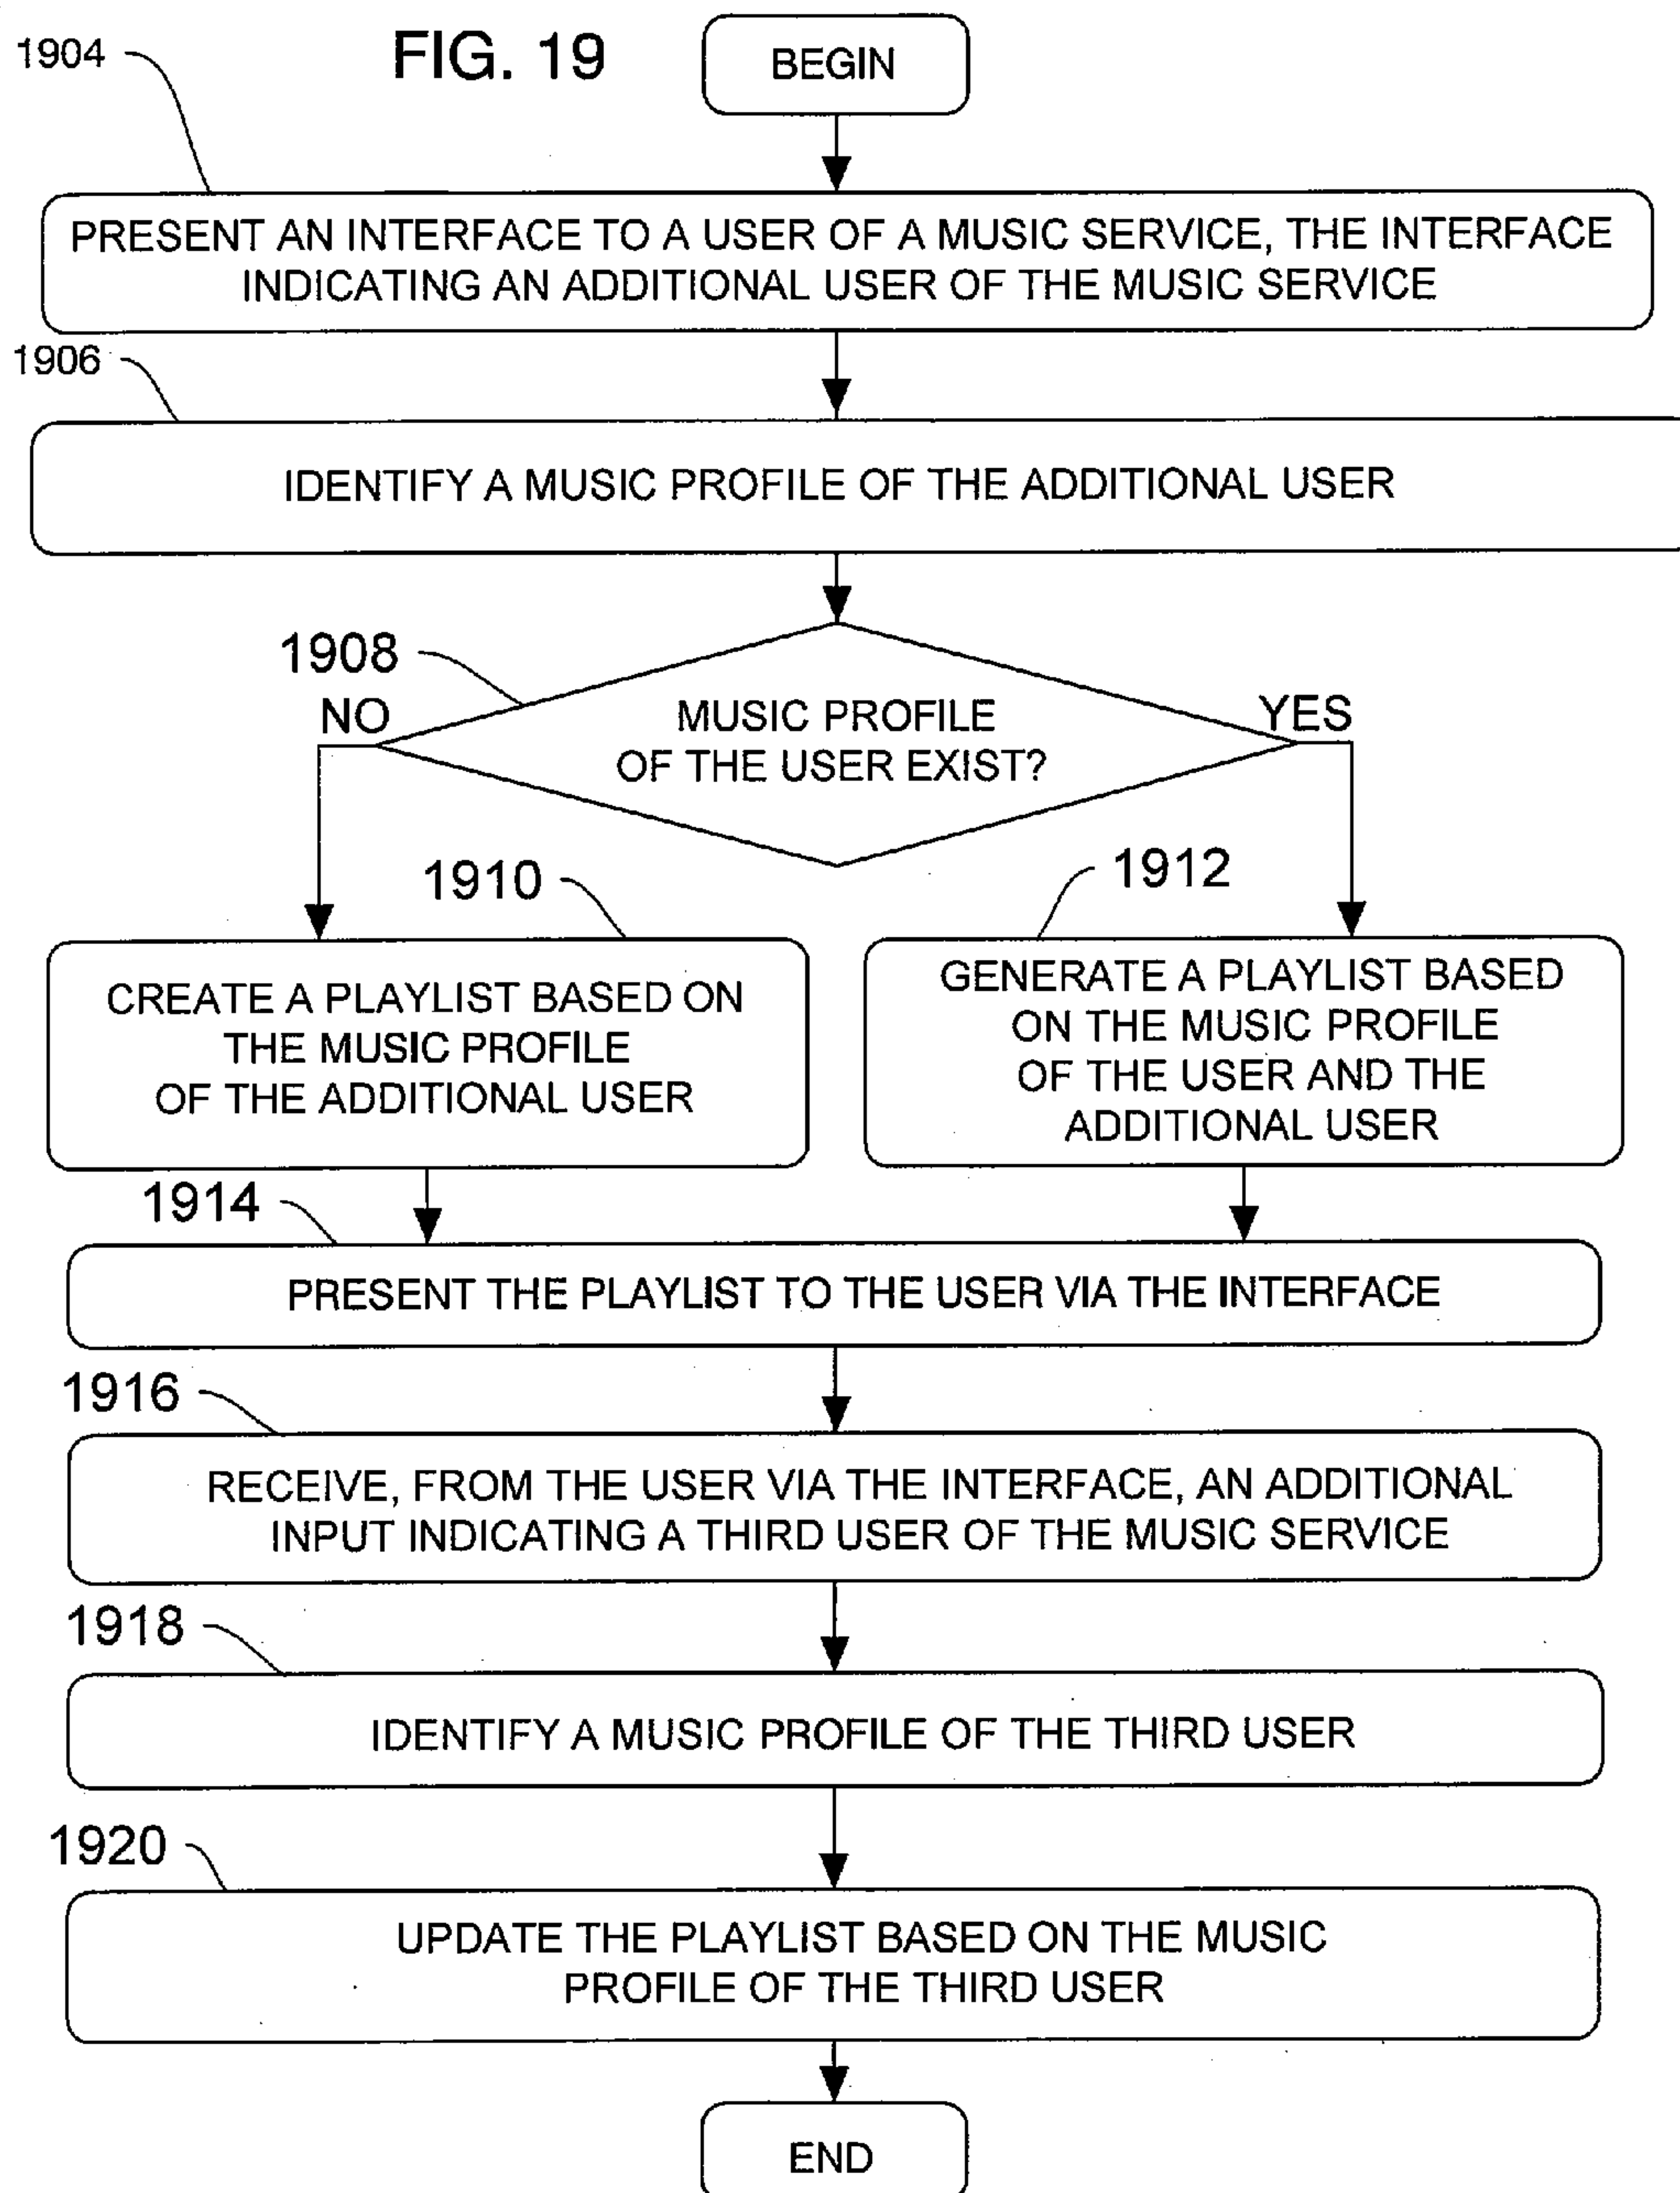 FIG. 19
BEGIN
1904
PRESENT AN INTERFACE TO A USER OF A MUSIC SERVICE, THE INTERFACE
INDICATING AN ADDITIONAL USER OF THE MUSIC SERVICE
1906
IDENTIFY A MUSIC PROFILE OF THE ADDITIONAL USER
1908
NO
YES
MUSIC PROFILE
OF THE USER EXIST?
1910
CREATE A PLAYLIST BASED ON
THE MUSIC PROFILE
OF THE ADDITIONAL USER
1912
GENERATE A PLAYLIST BASED
ON THE MUSIC PROFILE
OF THE USER AND THE
ADDITIONAL USER
1914
PRESENT THE PLAYLIST TO THE USER VIA THE INTERFACE
1916
RECEIVE, FROM THE USER VIA THE INTERFACE, AN ADDITIONAL
INPUT INDICATING A THIRD USER OF THE MUSIC SERVICE
1918
IDENTIFY A MUSIC PROFILE OF THE THIRD USER
1920
UPDATE THE PLAYLIST BASED ON THE MUSIC
PROFILE OF THE THIRD USER
END